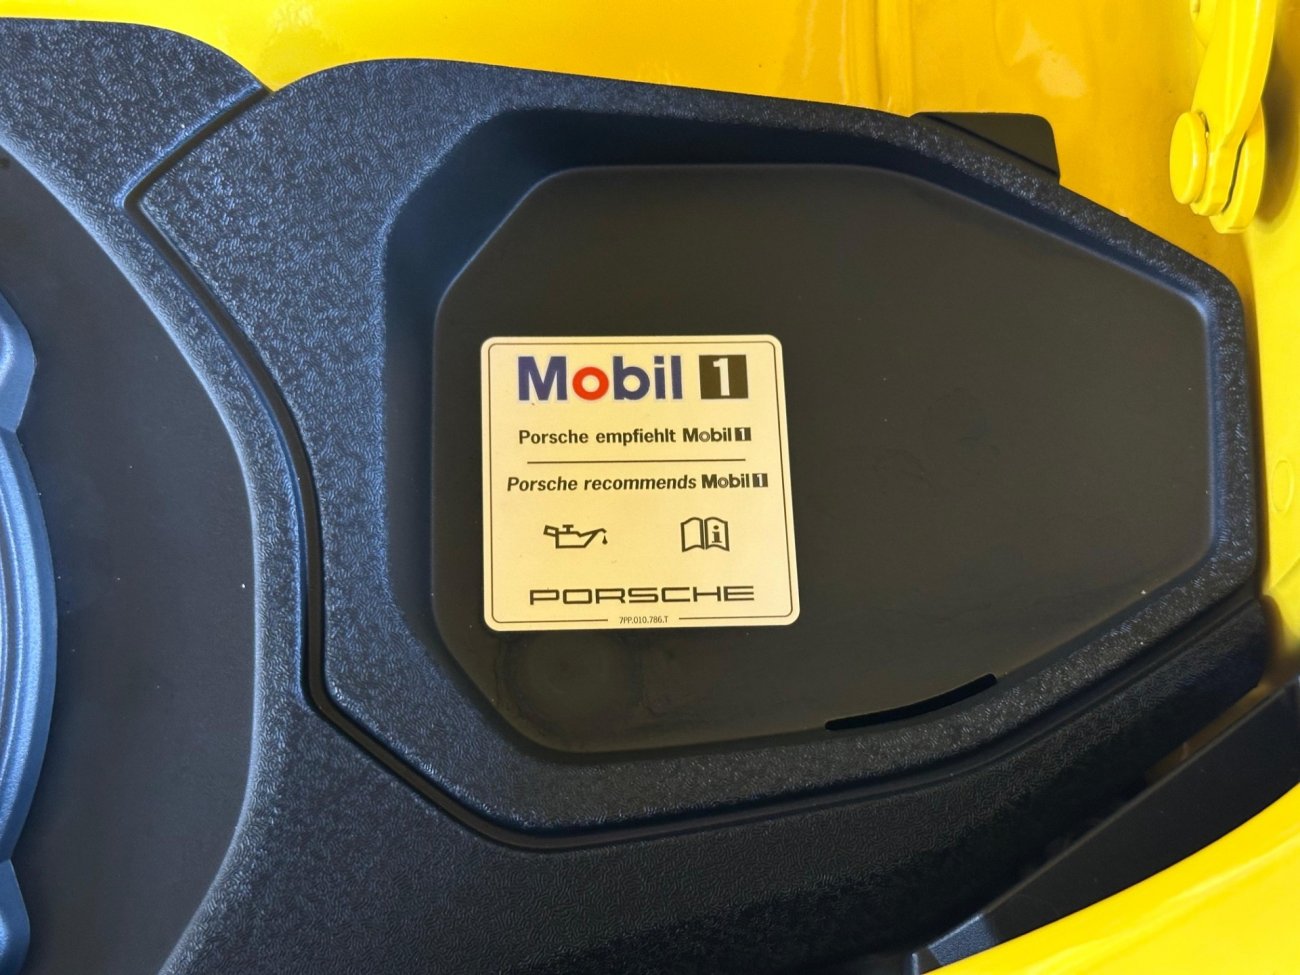 Mobil 1
Porsche empfiehlt Mobil 1
Porsche recommends Mobil 1
PORSCHE
7PP.010.786.T